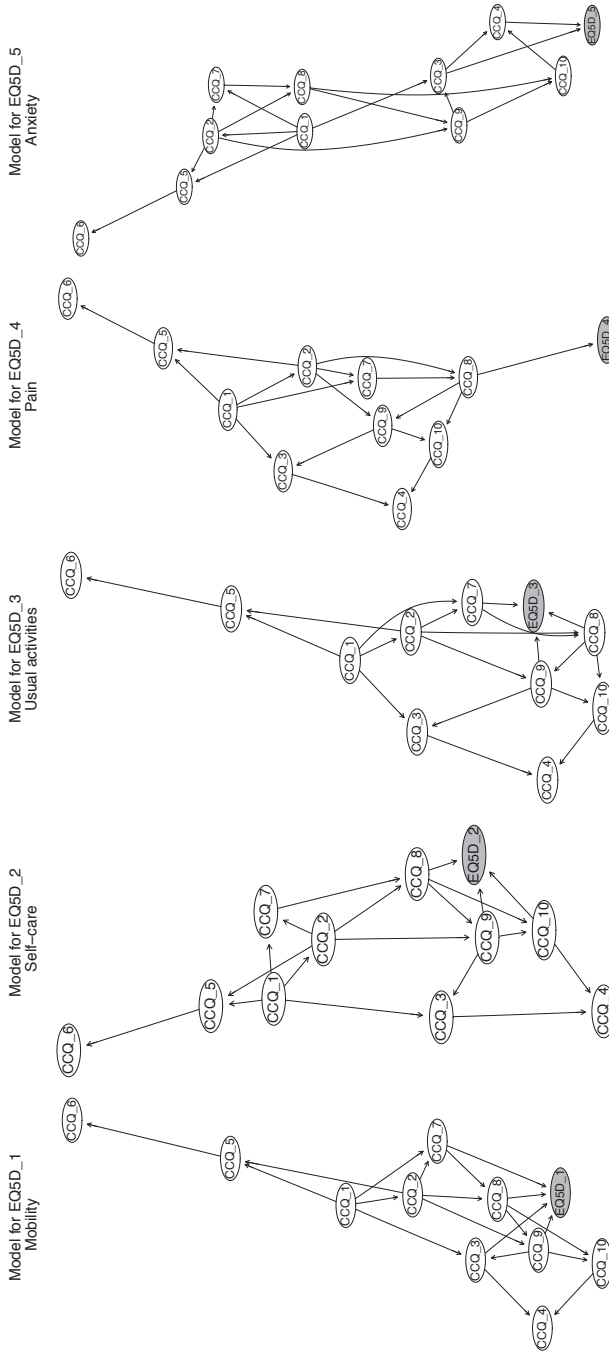 Model for EQ5D_1
Mobility
CCQ_6
CCQ_5
CCQ_1
CCQ_2
CCQ_7
CCQ_3
CCQ_8
CCQ_9
EQ5D_1
CCQ_4
CCQ_10
Model for EQ5D_2
Self–care
CCQ_6
CCQ_5
CCQ_7
CCQ_1
CCQ_2
CCQ_8
CCQ_3
CCQ_9
EQ5D_2
CCQ_10
CCQ_4
Model for EQ5D_3
Usual activities
CCQ_6
CCQ_5
CCQ_1
CCQ_2
CCQ_7
CCQ_3
EQ5D_3
CCQ_9
CCQ_8
CCQ_4
CCQ_10
Model for EQ5D_4
Pain
CCQ_6
CCQ_5
CCQ_1
CCQ_2
CCQ_7
CCQ_3
CCQ_9
CCQ_8
CCQ_4
CCQ_10
EQ5D_4
Model for EQ5D_5
Anxiety
CCQ_6
CCQ_5
CCQ_2
CCQ_7
CCQ_8
CCQ_1
CCQ_3
CCQ_9
CCQ_4
CCQ_10
EQ5D_5